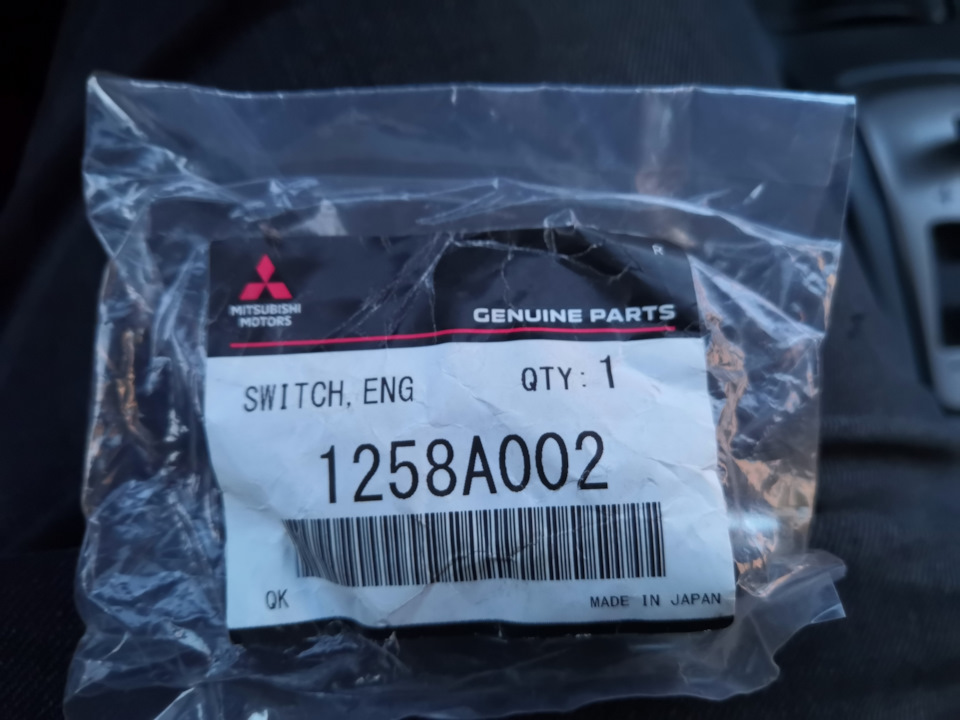 R
MITSUBISHI
MOTORS
GENUINE PARTS
SWITCH, ENG
QTY: 1
1258A002
QK
MADE IN JAPAN